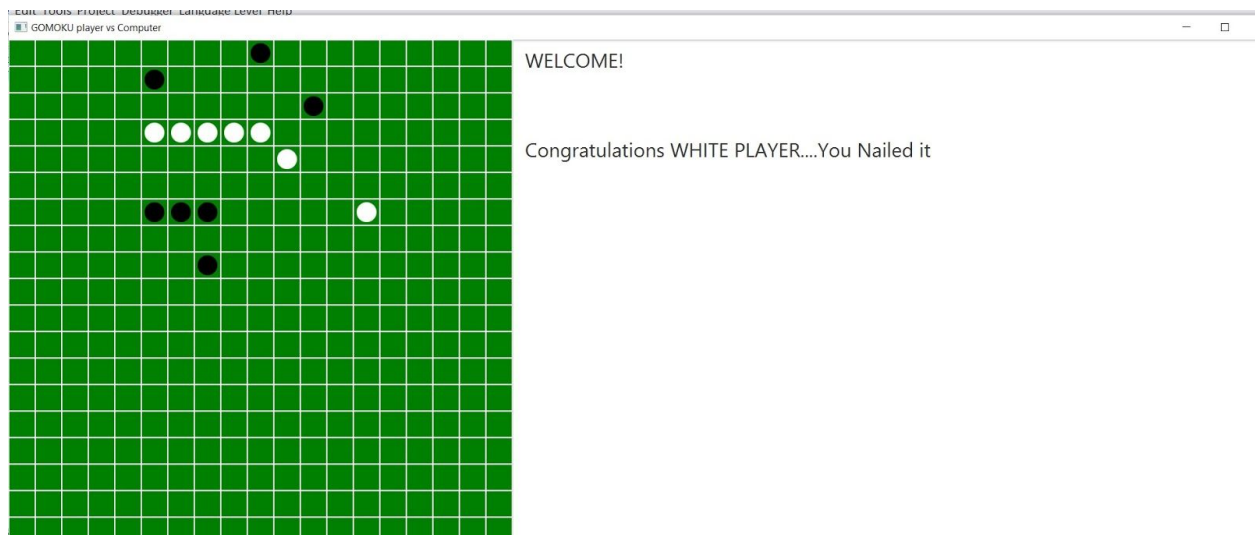 Edit Tools Project Debugger Language Level Help
GOMOKU player vs Computer
WELCOME!
Congratulations WHITE PLAYER....You Nailed it